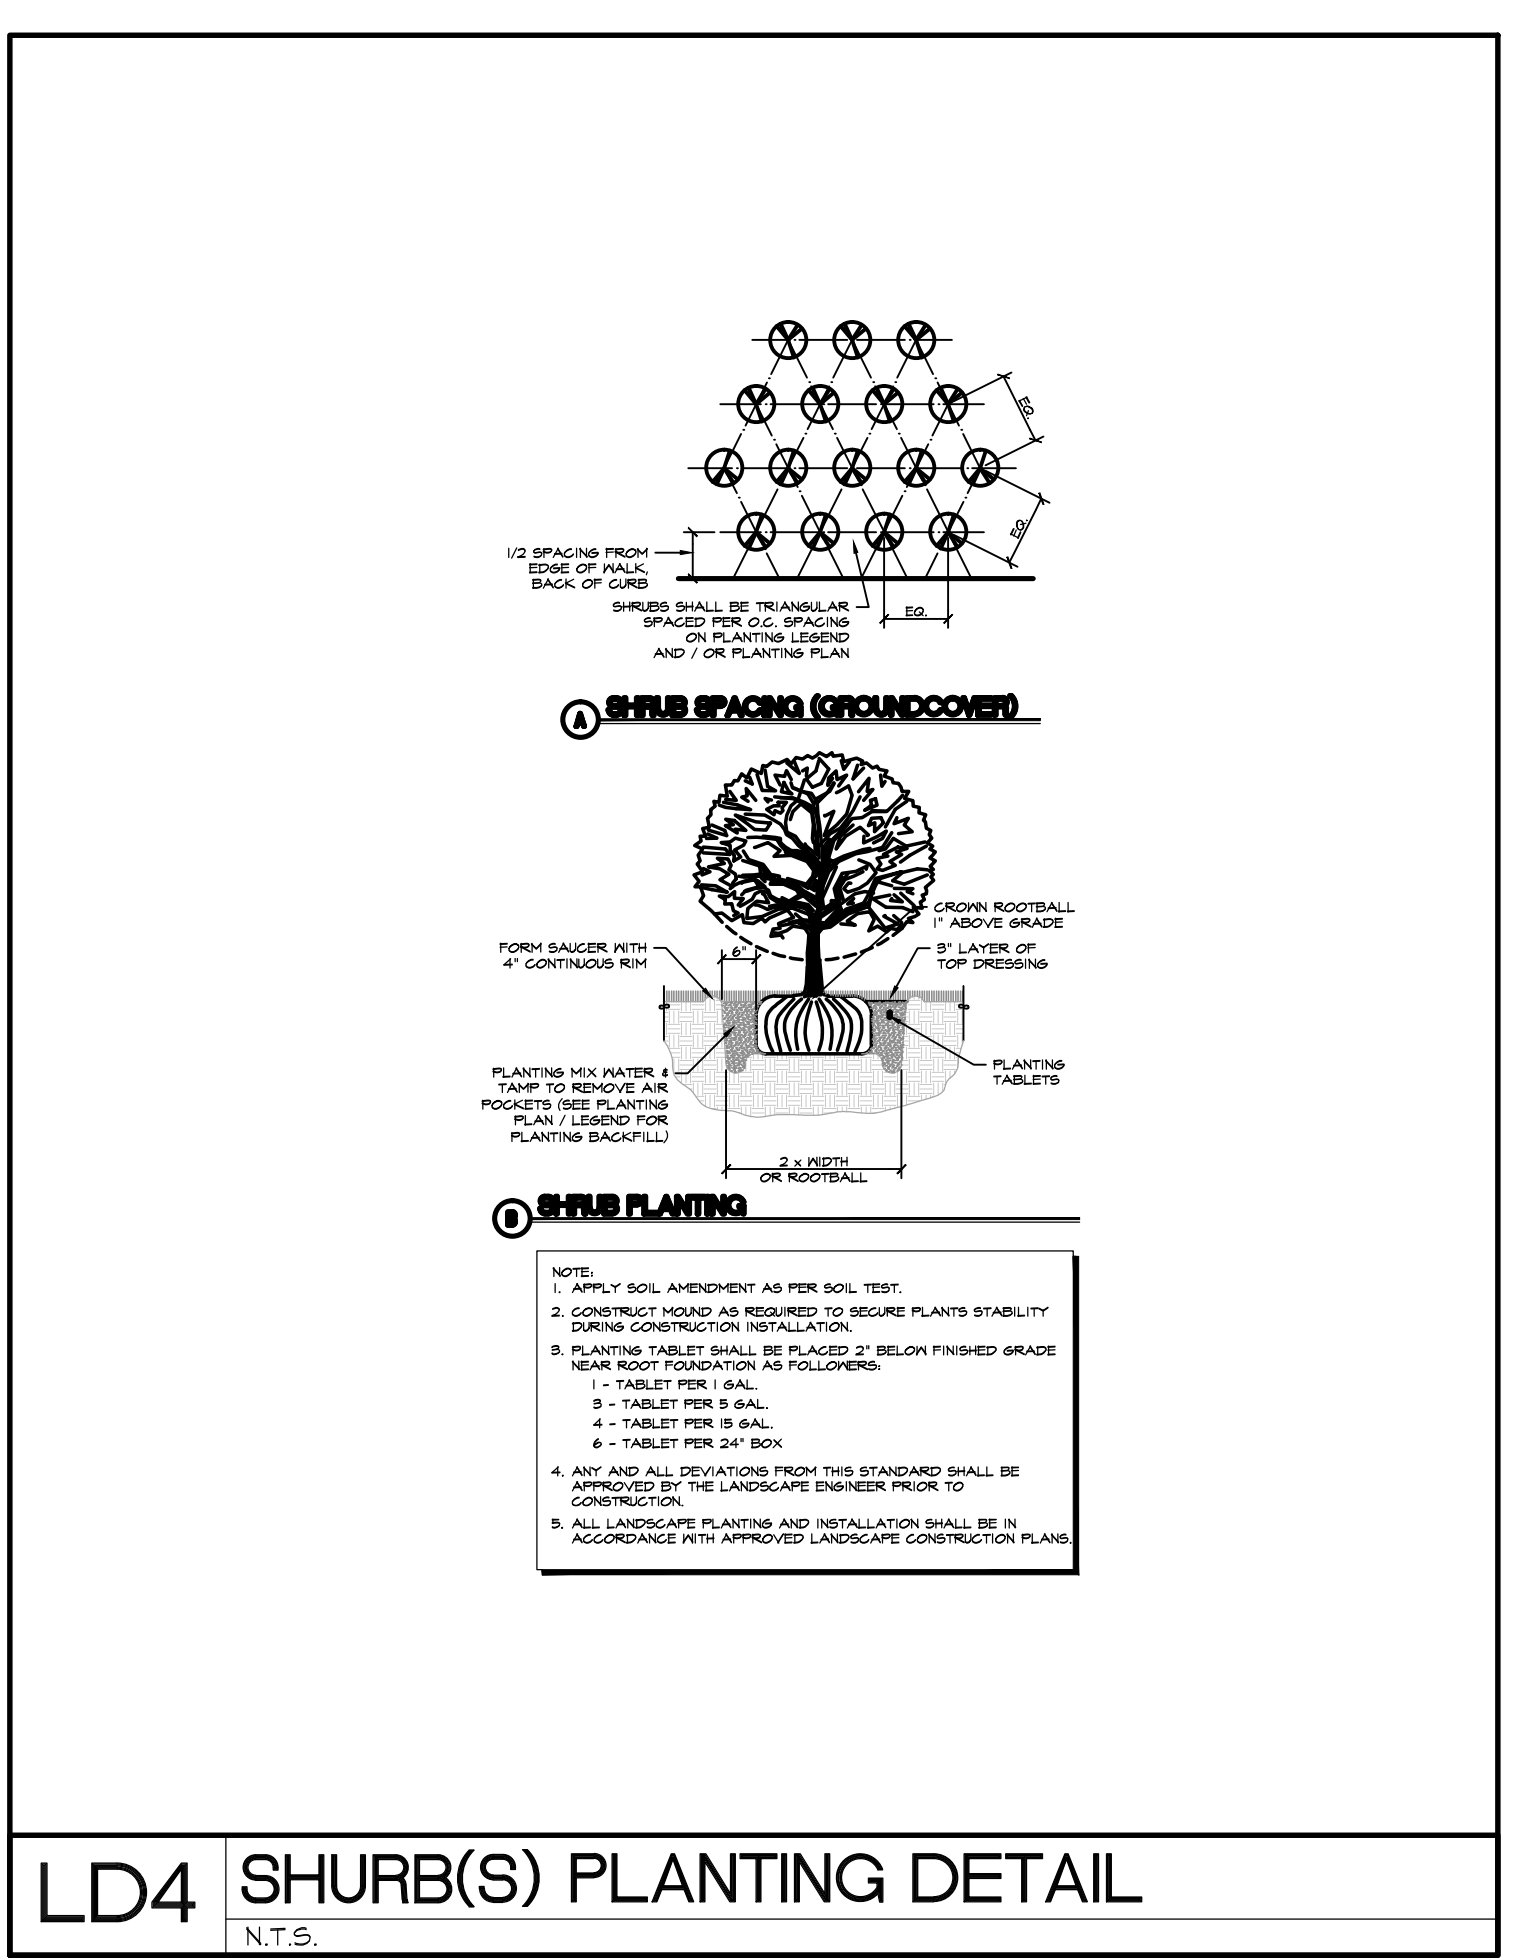 EQ.
EQ.
1/2 SPACING FROM
EDGE OF WALK,
BACK OF CURB
SHRUBS SHALL BE TRIANGULAR
SPACED PER O.C. SPACING
ON PLANTING LEGEND
AND / OR PLANTING PLAN
EQ.
A SHRUB SPACING (GROUNDCOVER)
CROWN ROOTBALL
1" ABOVE GRADE
FORM SAUCER WITH
4" CONTINUOUS RIM
6"
3" LAYER OF
TOP DRESSING
PLANTING
TABLETS
PLANTING MIX WATER &
TAMP TO REMOVE AIR
POCKETS (SEE PLANTING
PLAN / LEGEND FOR
PLANTING BACKFILL)
2 x WIDTH
OR ROOTBALL
B SHRUB PLANTING
NOTE:
1. APPLY SOIL AMENDMENT AS PER SOIL TEST.
2. CONSTRUCT MOUND AS REQUIRED TO SECURE PLANTS STABILITY
DURING CONSTRUCTION INSTALLATION.
3. PLANTING TABLET SHALL BE PLACED 2" BELOW FINISHED GRADE
NEAR ROOT FOUNDATION AS FOLLOWERS:
1 - TABLET PER 1 GAL.
3 - TABLET PER 5 GAL.
4 - TABLET PER 15 GAL.
6 - TABLET PER 24" BOX
4. ANY AND ALL DEVIATIONS FROM THIS STANDARD SHALL BE
APPROVED BY THE LANDSCAPE ENGINEER PRIOR TO
CONSTRUCTION.
5. ALL LANDSCAPE PLANTING AND INSTALLATION SHALL BE IN
ACCORDANCE WITH APPROVED LANDSCAPE CONSTRUCTION PLANS.
LD4
SHURB(S) PLANTING DETAIL
N.T.S.